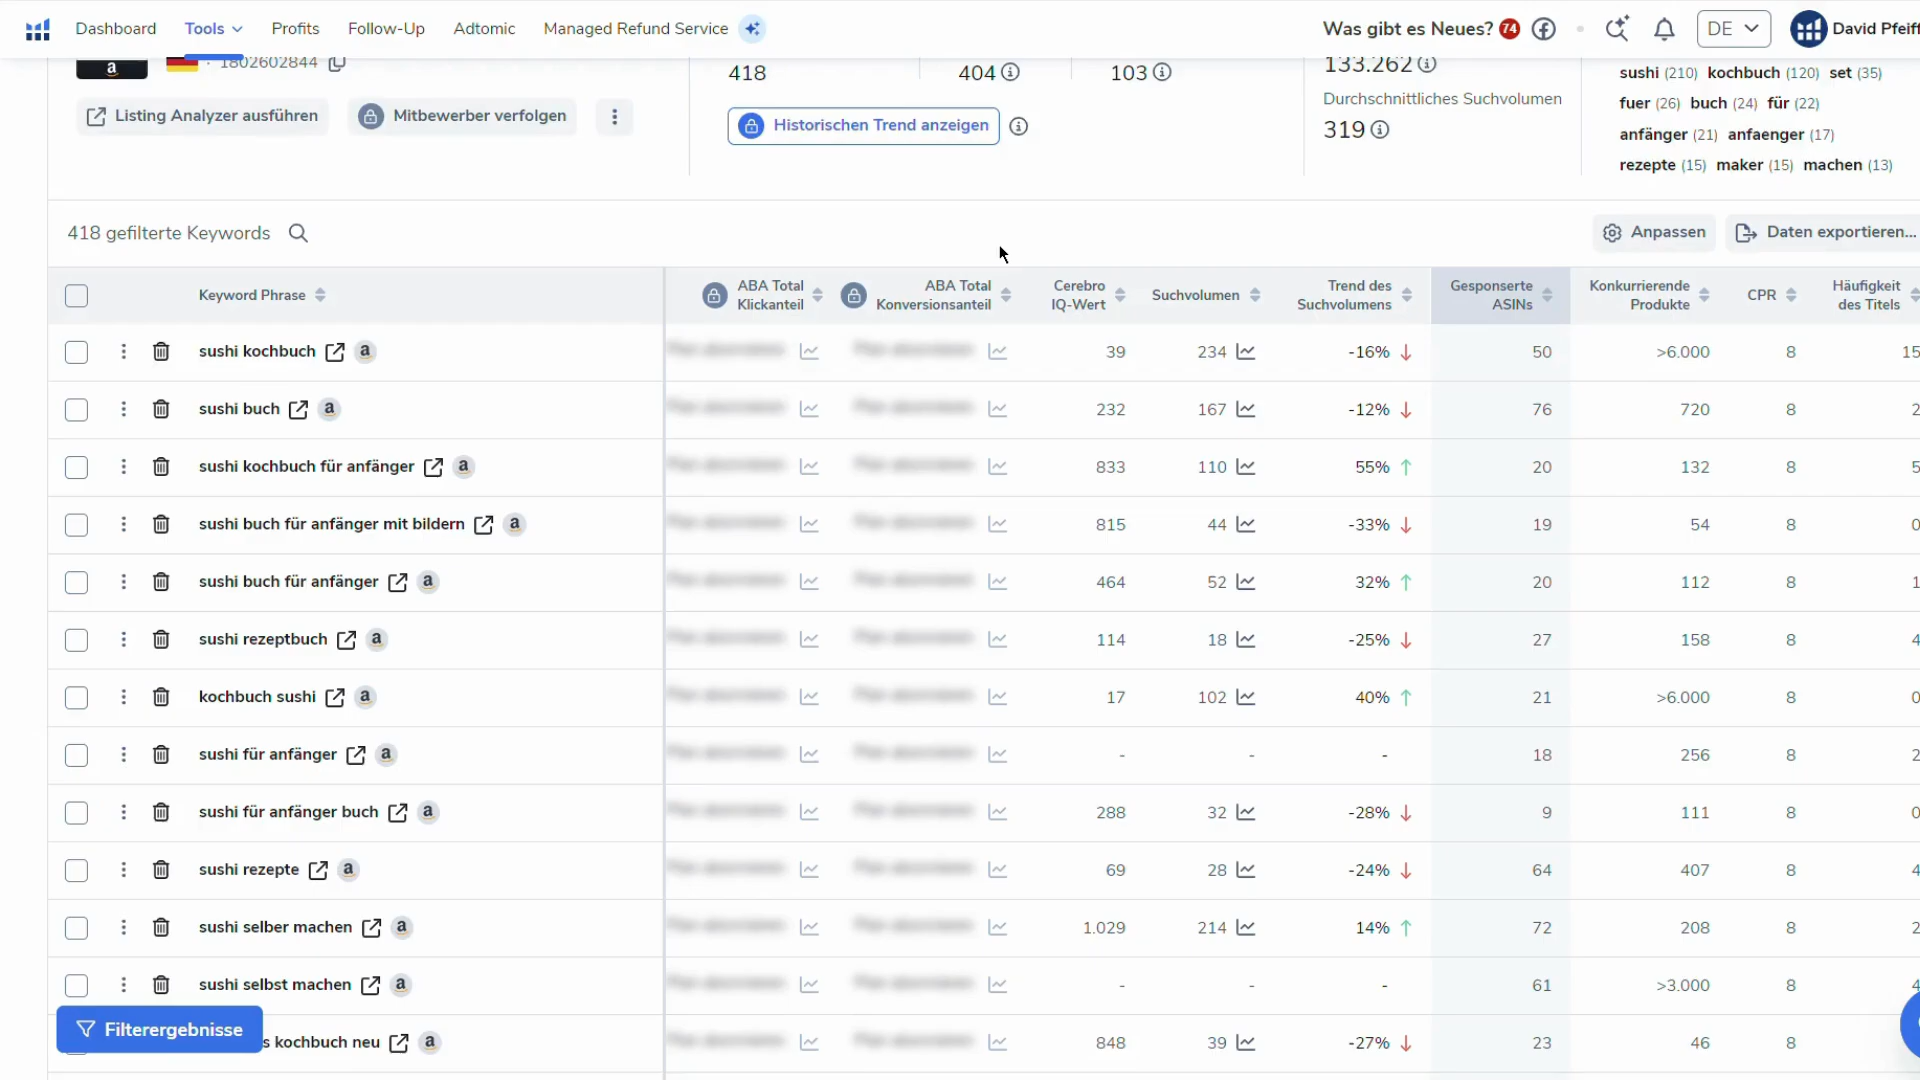 Dashboard Tools Profits Follow-Up Adtomic Managed Refund Service Was gibt es Neues? 74 DE David Pfeiff
a · 1802602844 418 404 103 133.262
Listing Analyzer ausführen Mitbewerber verfolgen
Historischen Trend anzeigen
Durchschnittliches Suchvolumen
319
sushi (210) kochbuch (120) set (35)
fuer (26) buch (24) für (22)
anfänger (21) anfaenger (17)
rezepte (15) maker (15) machen (13)
418 gefilterte Keywords Anpassen Daten exportieren...
Keyword Phrase ABA Total Klickanteil ABA Total Konversionsanteil Cerebro IQ-Wert Suchvolumen Trend des Suchvolumens Gesponserte ASINs Konkurrierende Produkte CPR Häufigkeit des Titels
sushi kochbuch a 39 234 -16% ↓ 50 >6.000 8 15
sushi buch a 232 167 -12% ↓ 76 720 8 2
sushi kochbuch für anfänger a 833 110 55% ↑ 20 132 8 5
sushi buch für anfänger mit bildern a 815 44 -33% ↓ 19 54 8 0
sushi buch für anfänger a 464 52 32% ↑ 20 112 8 1
sushi rezeptbuch a 114 18 -25% ↓ 27 158 8 4
kochbuch sushi a 17 102 40% ↑ 21 >6.000 8 0
sushi für anfänger a - - - 18 256 8 2
sushi für anfänger buch a 288 32 -28% ↓ 9 111 8 0
sushi rezepte a 69 28 -24% ↓ 64 407 8 4
sushi selber machen a 1.029 214 14% ↑ 72 208 8 2
sushi selbst machen a - - - 61 >3.000 8 4
Filterergebnisse
s kochbuch neu a 848 39 -27% ↓ 23 46 8